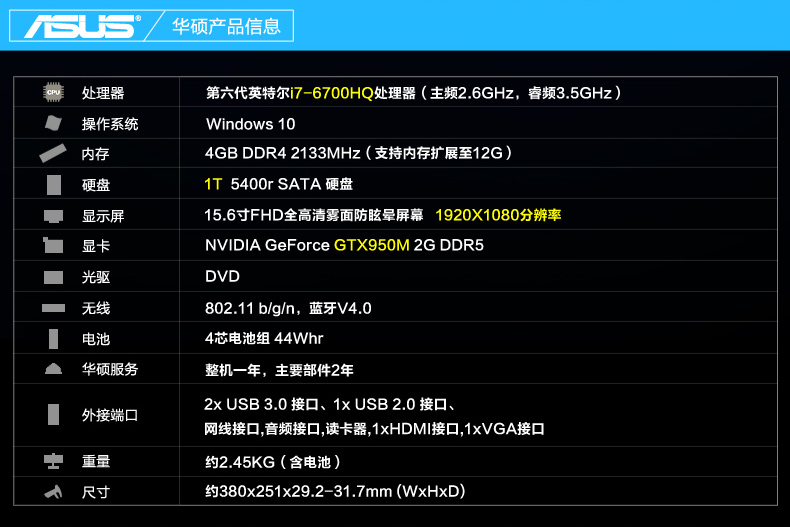 ASUS® 华硕产品信息
CPU 处理器 第六代英特尔i7-6700HQ处理器（主频2.6GHz，睿频3.5GHz）
操作系统 Windows 10
内存 4GB DDR4 2133MHz（支持内存扩展至12G）
硬盘 1T 5400r SATA 硬盘
显示屏 15.6寸FHD全高清雾面防眩晕屏幕 1920X1080分辨率
显卡 NVIDIA GeForce GTX950M 2G DDR5
光驱 DVD
无线 802.11 b/g/n，蓝牙V4.0
电池 4芯电池组 44Whr
华硕服务 整机一年，主要部件2年
外接端口 2x USB 3.0 接口、1x USB 2.0 接口、
网线接口,音频接口,读卡器,1xHDMI接口,1xVGA接口
重量 约2.45KG（含电池）
尺寸 约380x251x29.2-31.7mm (WxHxD)